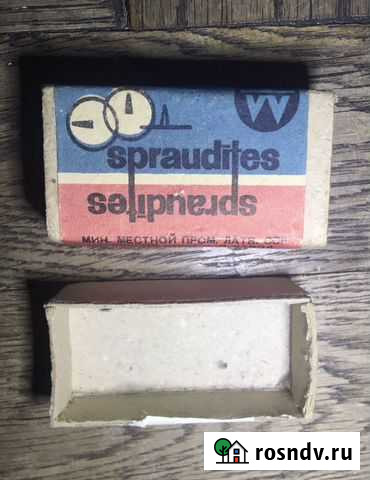 M
spraudītes
spraudītes
МИН. МЕСТНОЙ ПРОМ. ЛАТВ. ССР
rosndv.ru